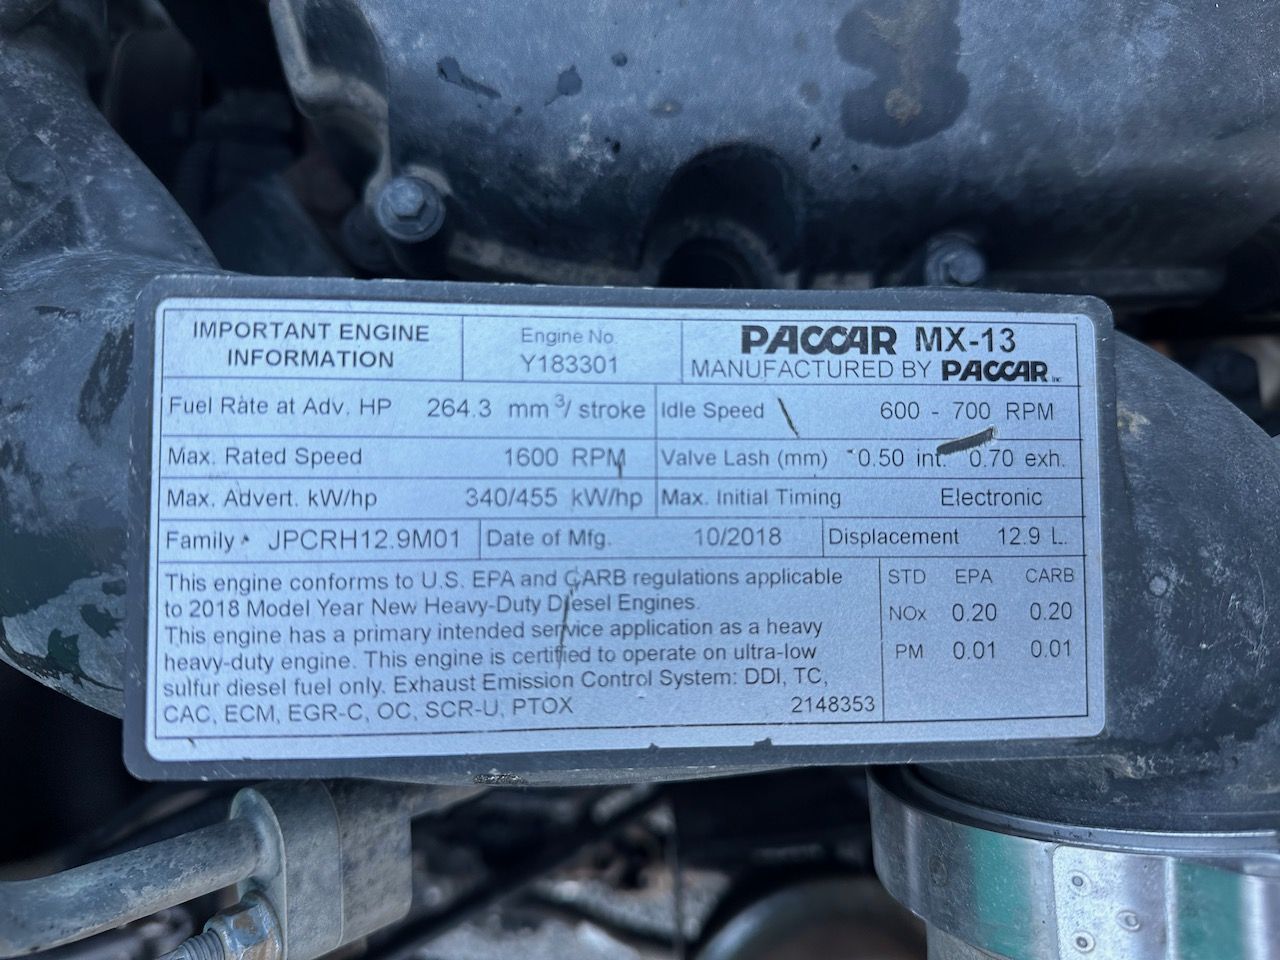 IMPORTANT ENGINE
INFORMATION
Engine No.
Y183301
PACCAR MX-13
MANUFACTURED BY PACCAR INC
Fuel Rate at Adv. HP 264.3 mm3/ stroke
Idle Speed 600 - 700 RPM
Max. Rated Speed 1600 RPM
Valve Lash (mm) 0.50 int. 0.70 exh.
Max. Advert. kW/hp 340/455 kW/hp
Max. Initial Timing Electronic
Family JPCRH12.9M01
Date of Mfg. 10/2018
Displacement 12.9 L.
This engine conforms to U.S. EPA and CARB regulations applicable
to 2018 Model Year New Heavy-Duty Diesel Engines.
This engine has a primary intended service application as a heavy
heavy-duty engine. This engine is certified to operate on ultra-low
sulfur diesel fuel only. Exhaust Emission Control System: DDI, TC,
CAC, ECM, EGR-C, OC, SCR-U, PTOX 2148353
STD EPA CARB
NOx 0.20 0.20
PM 0.01 0.01